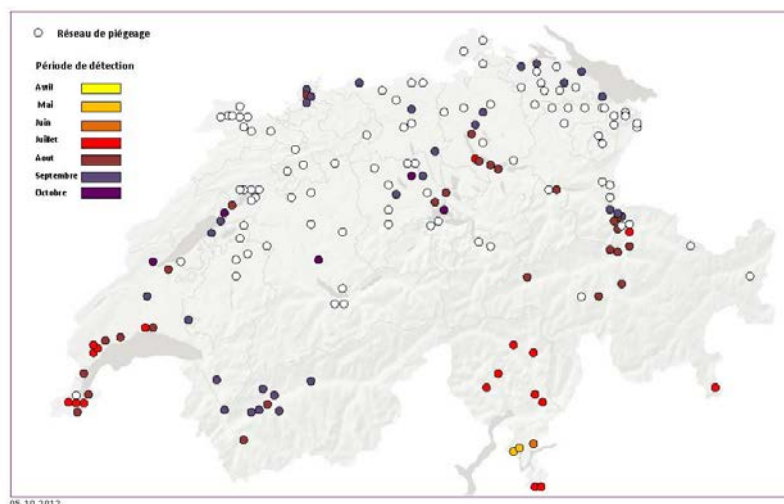 Réseau de piégeage
Période de détection
Avril
Mai
Juin
Juillet
Aout
Septembre
Octobre
05.10.2012